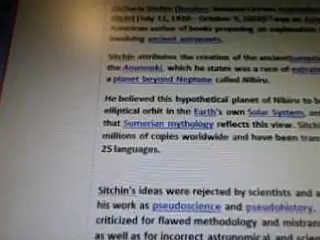 Zecharia Sitchin
(July 11, 1920 - October 9, 2010) was an
American author of books proposing an explanation
involving ancient astronauts.
Sitchin attributes the creation of the ancient
the Anunnaki, which he states was a race of
a planet beyond Neptune called Nibiru.
He believed this hypothetical planet of Nibiru to b
elliptical orbit in the Earth's own Solar System,
that Sumerian mythology reflects this view. Sitch
millions of copies worldwide and have been tran
25 languages.
Sitchin's ideas were rejected by scientists and a
his work as pseudoscience and pseudohistory.
criticized for flawed methodology and mistran
as well as for incorrect astronomical and scien